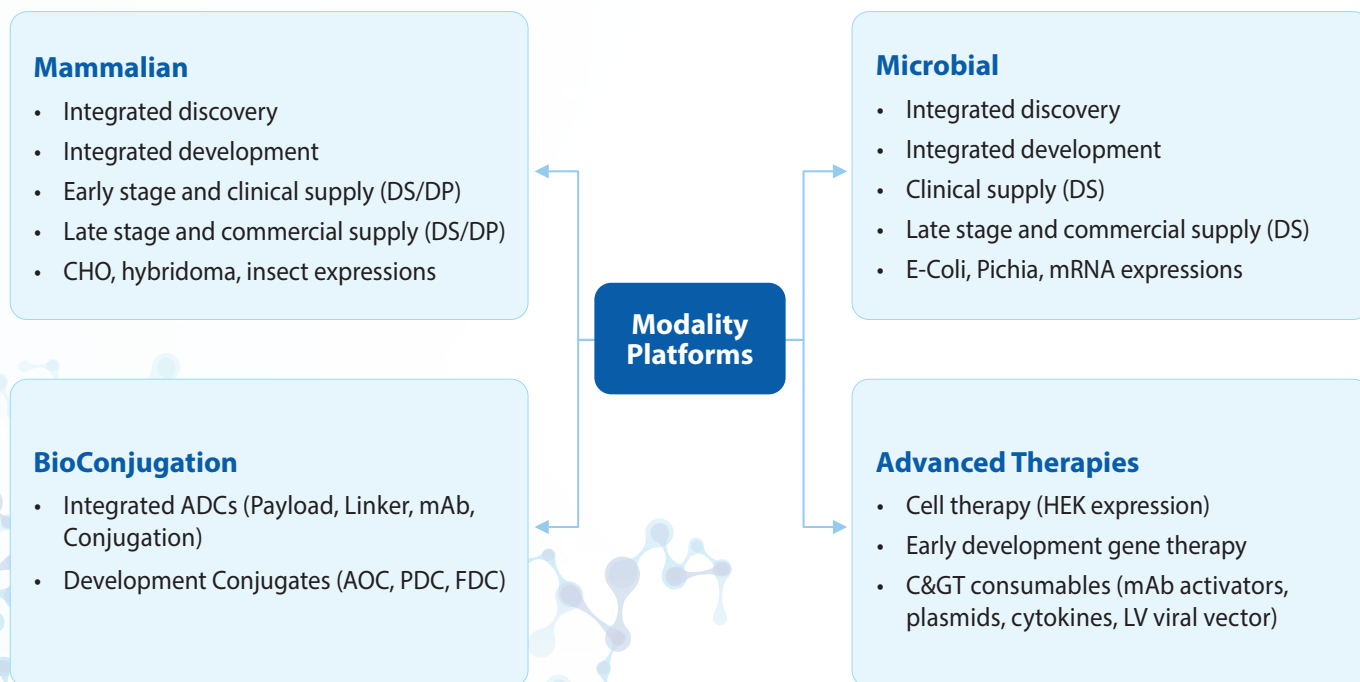 Mammalian
• Integrated discovery
• Integrated development
• Early stage and clinical supply (DS/DP)
• Late stage and commercial supply (DS/DP)
• CHO, hybridoma, insect expressions
Microbial
• Integrated discovery
• Integrated development
• Clinical supply (DS)
• Late stage and commercial supply (DS)
• E-Coli, Pichia, mRNA expressions
Modality
Platforms
BioConjugation
• Integrated ADCs (Payload, Linker, mAb,
Conjugation)
• Development Conjugates (AOC, PDC, FDC)
Advanced Therapies
• Cell therapy (HEK expression)
• Early development gene therapy
• C&GT consumables (mAb activators,
plasmids, cytokines, LV viral vector)